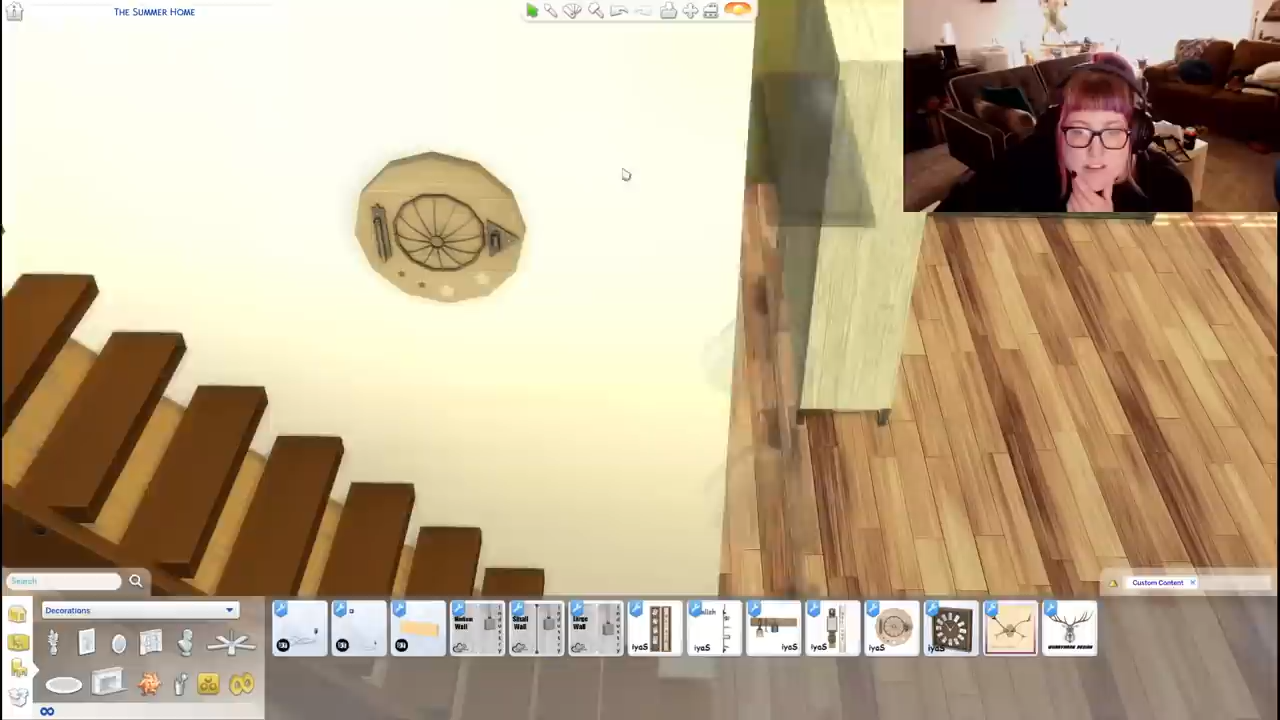 The Summer Home
Search
Custom Content
Decorations
Medium Wall
Small Wall
Large Wall
iyaS
iyaS
iyaS
iyaS
iyaS
iyaS